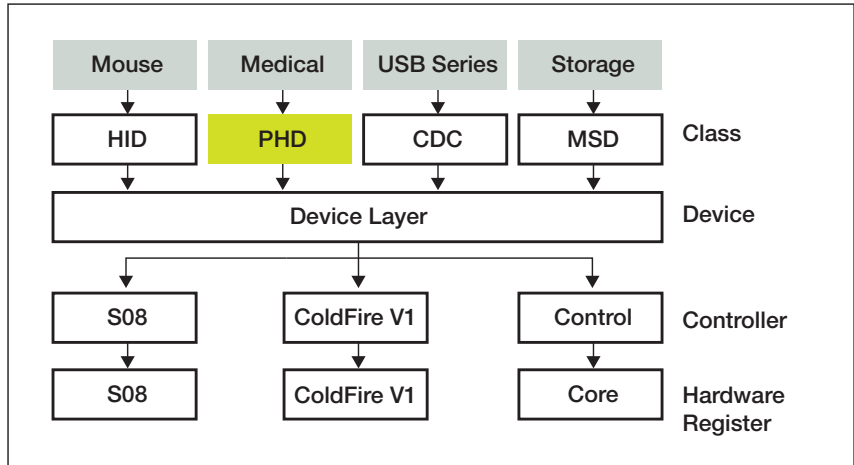 Mouse Medical USB Series Storage
HID PHD CDC MSD Class
Device Layer Device
S08 ColdFire V1 Control Controller
S08 ColdFire V1 Core Hardware
Register